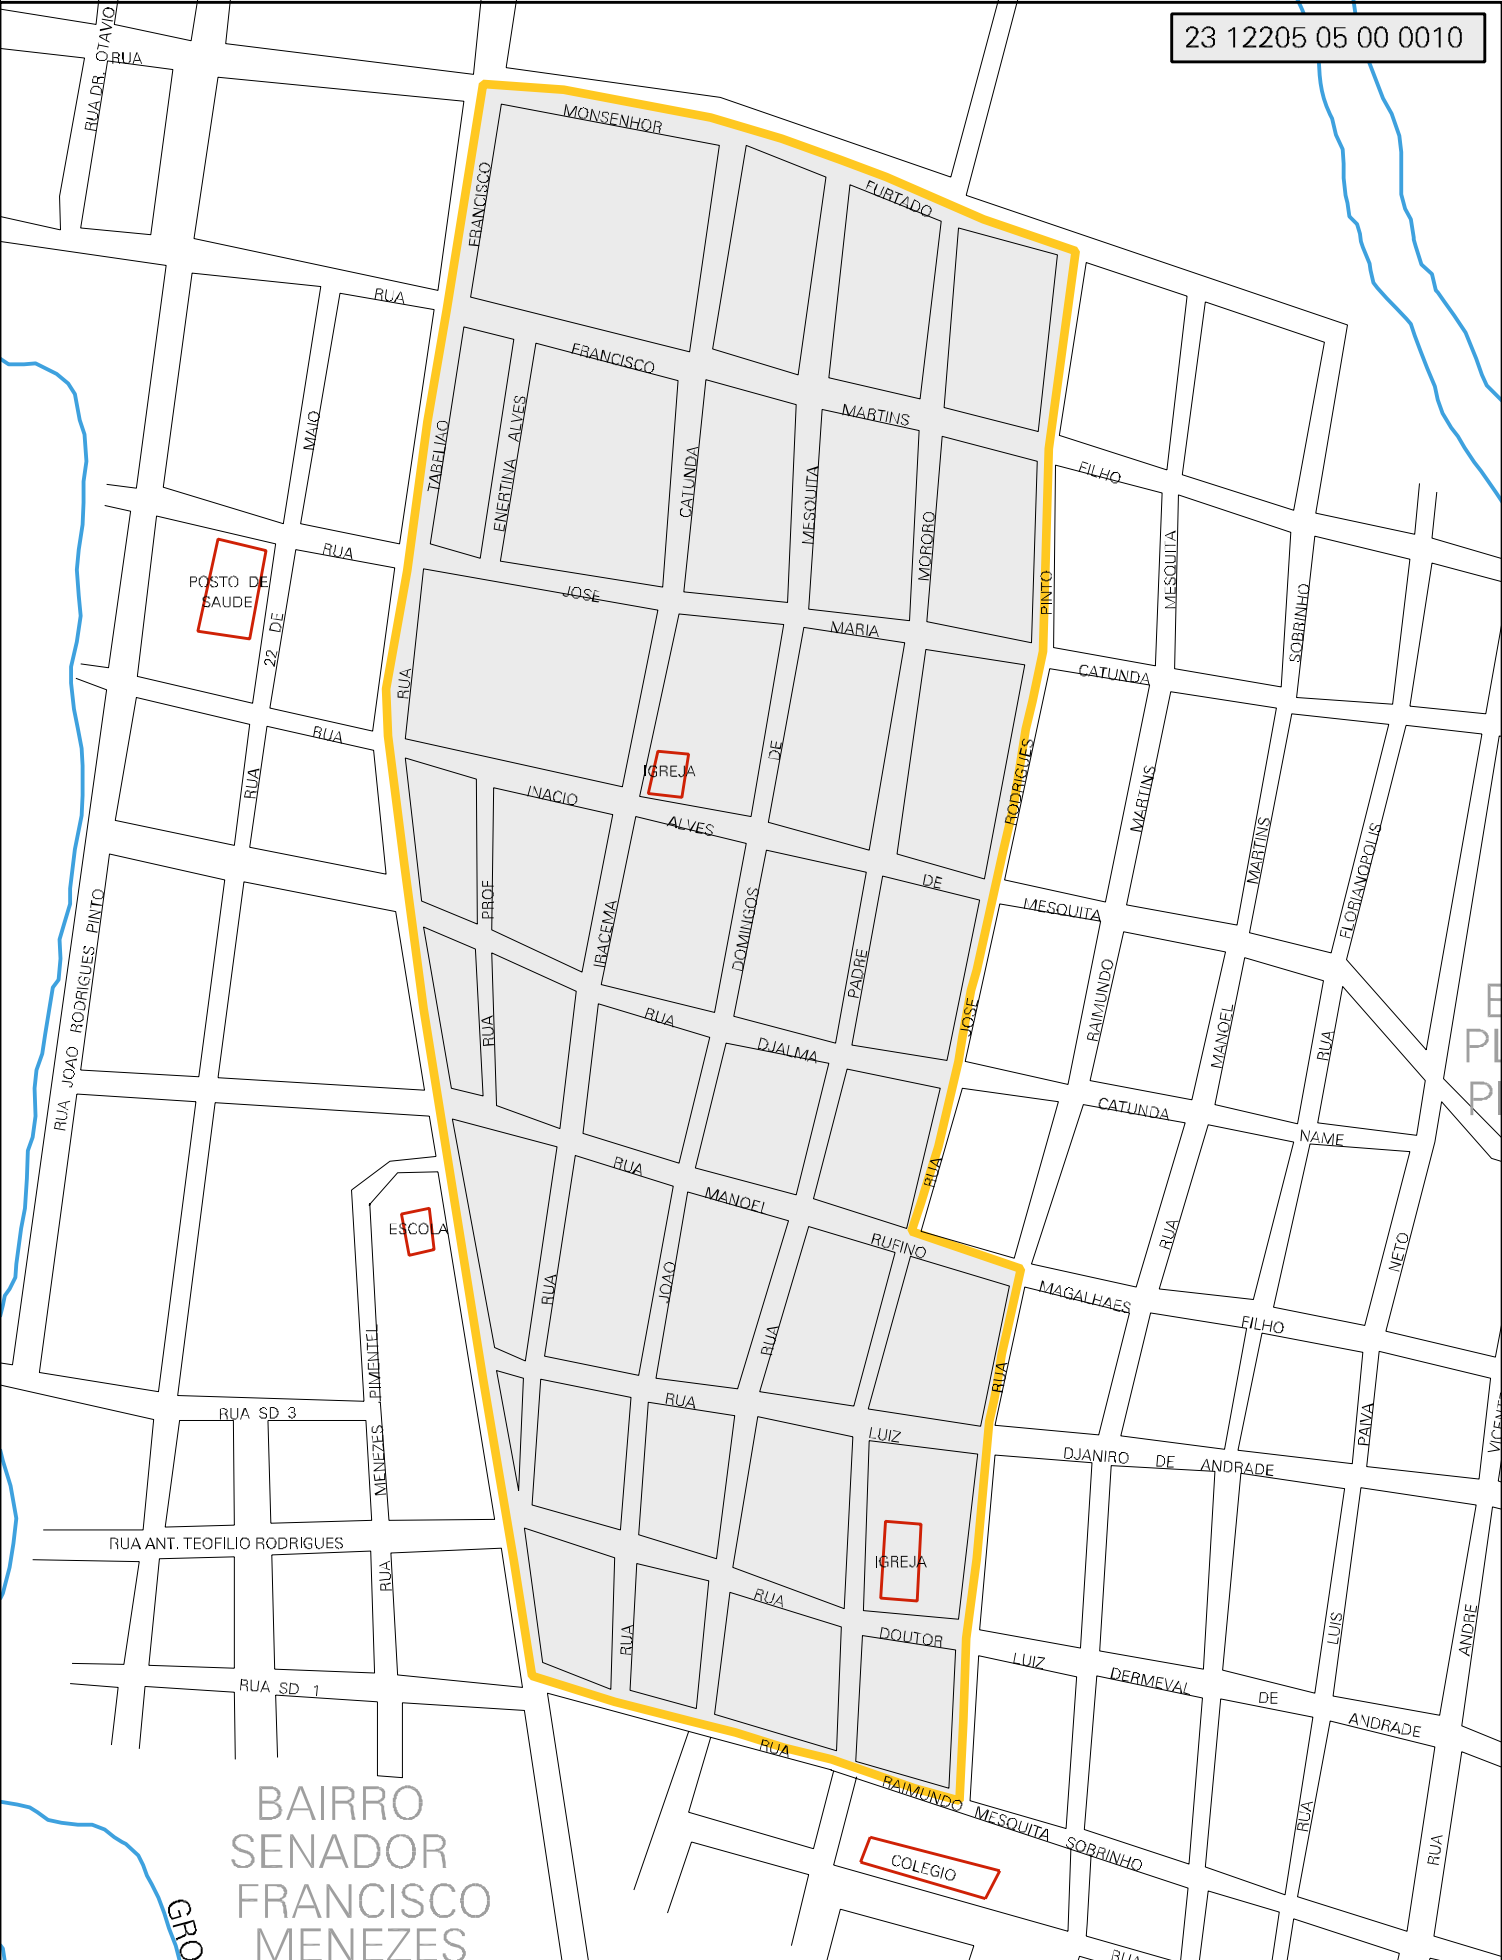 23 12205 05 00 0010
RUA DR. OTAVIO
RUA
MONSENHOR
FURTADO
FRANCISCO
RUA
FRANCISCO
MARTINS
FILHO
MAIO
TABELIAO
ENERTINA ALVES
CATUNDA
MESQUITA
MORORO
PINTO
MESQUITA
SOBRINHO
RUA
POSTO DE
SAUDE
22 DE
JOSE
MARIA
CATUNDA
RUA
RUA
RUA
IGREJA
DE
RODRIGUES
MARTINS
MARTINS
FLORIANOPOLIS
INACIO
ALVES
DE
MESQUITA
PROF
IRACEMA
DOMINGOS
PADRE
JOSE
RAIMUNDO
MANOEL
RUA
RUA JOAO RODRIGUES PINTO
RUA
RUA
DJALMA
CATUNDA
NAME
RUA
MANOEL
RUFINO
MAGALHAES
FILHO
RUA
RUA
NETO
ESCOLA
RUA
JOAO
RUA
RUA
MENEZES PIMENTEL
RUA SD 3
RUA
LUIZ
DJANIRO DE ANDRADE
PAIVA
RUA ANT. TEOFILIO RODRIGUES
RUA
IGREJA
RUA
DOUTOR
RUA
LUIZ
DERMEVAL
DE
ANDRADE
LUIS
ANDRE
RUA SD 1
RUA
RAIMUNDO
MESQUITA
SOBRINHO
RUA
RUA
COLEGIO
BAIRRO
SENADOR
FRANCISCO
MENEZES
RUA